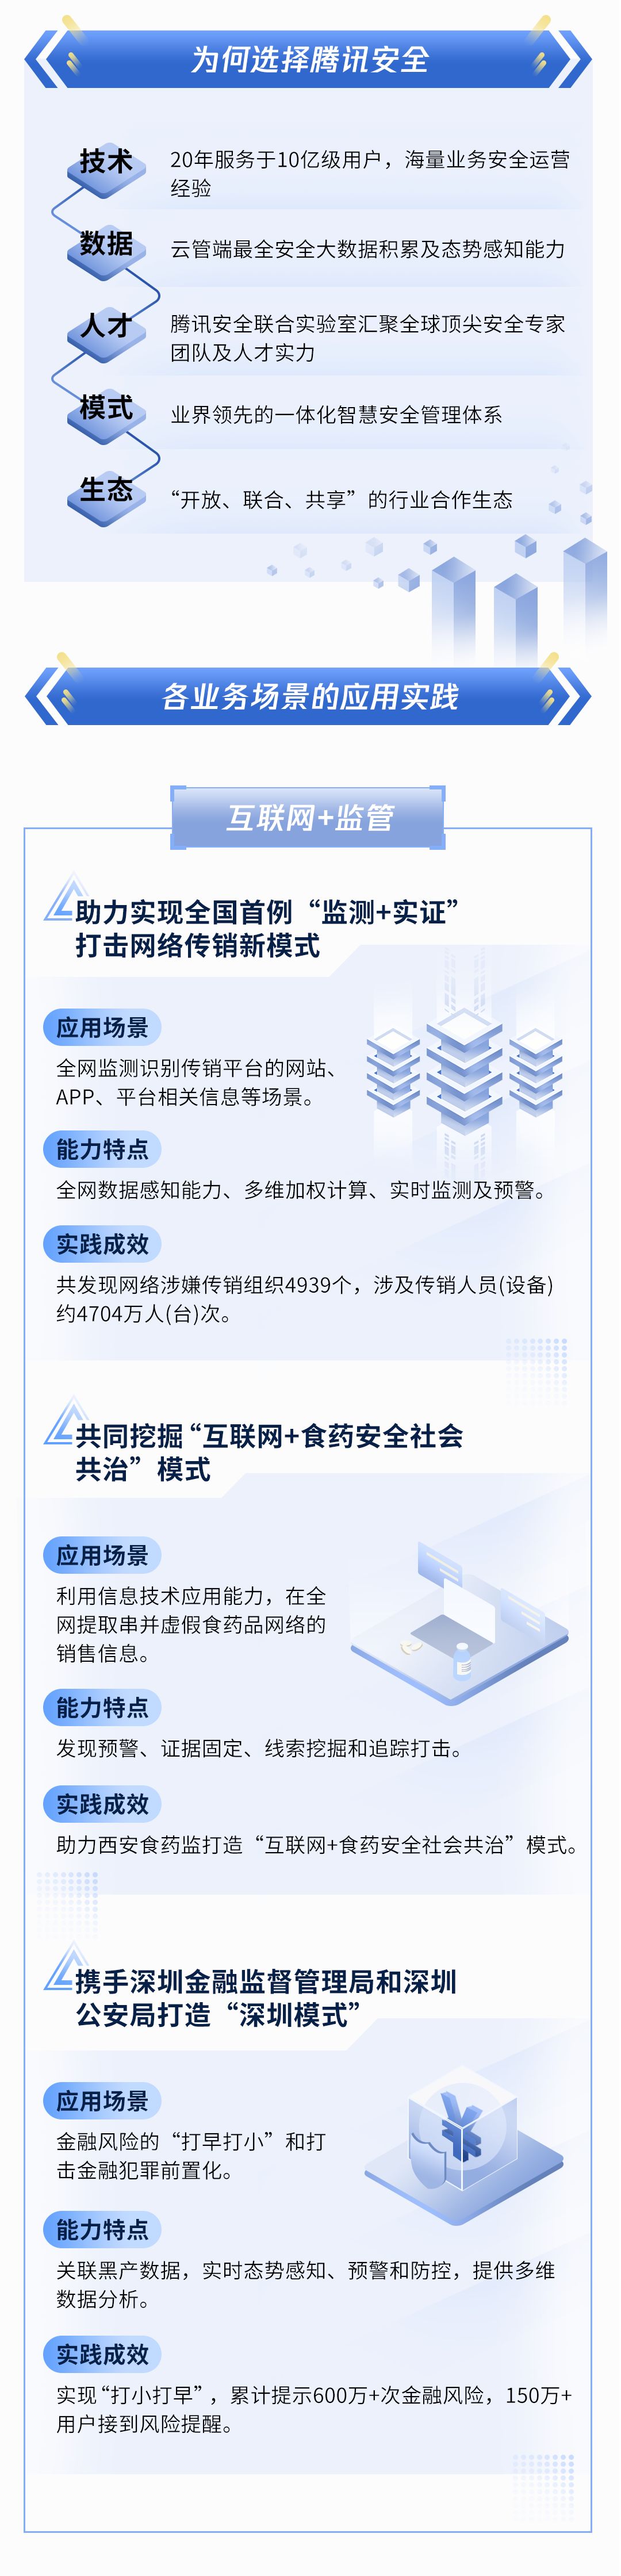 为何选择腾讯安全
技术
20年服务于10亿级用户，海量业务安全运营
经验
数据
云管端最全安全大数据积累及态势感知能力
人才
腾讯安全联合实验室汇聚全球顶尖安全专家
团队及人才实力
模式
业界领先的一体化智慧安全管理体系
生态
“开放、联合、共享”的行业合作生态
各业务场景的应用实践
互联网+监管
助力实现全国首例“监测+实证”
打击网络传销新模式
应用场景
全网监测识别传销平台的网站、
APP、平台相关信息等场景。
能力特点
全网数据感知能力、多维加权计算、实时监测及预警。
实践成效
共发现网络涉嫌传销组织4939个，涉及传销人员(设备)
约4704万人(台)次。
共同挖掘“互联网+食药安全社会
共治”模式
应用场景
利用信息技术应用能力，在全
网提取串并虚假食药品网络的
销售信息。
能力特点
发现预警、证据固定、线索挖掘和追踪打击。
实践成效
助力西安食药监打造“互联网+食药安全社会共治”模式。
携手深圳金融监督管理局和深圳
公安局打造“深圳模式”
应用场景
金融风险的“打早打小”和打
击金融犯罪前置化。
能力特点
关联黑产数据，实时态势感知、预警和防控，提供多维
数据分析。
实践成效
实现“打小打早”，累计提示600万+次金融风险，150万+
用户接到风险提醒。